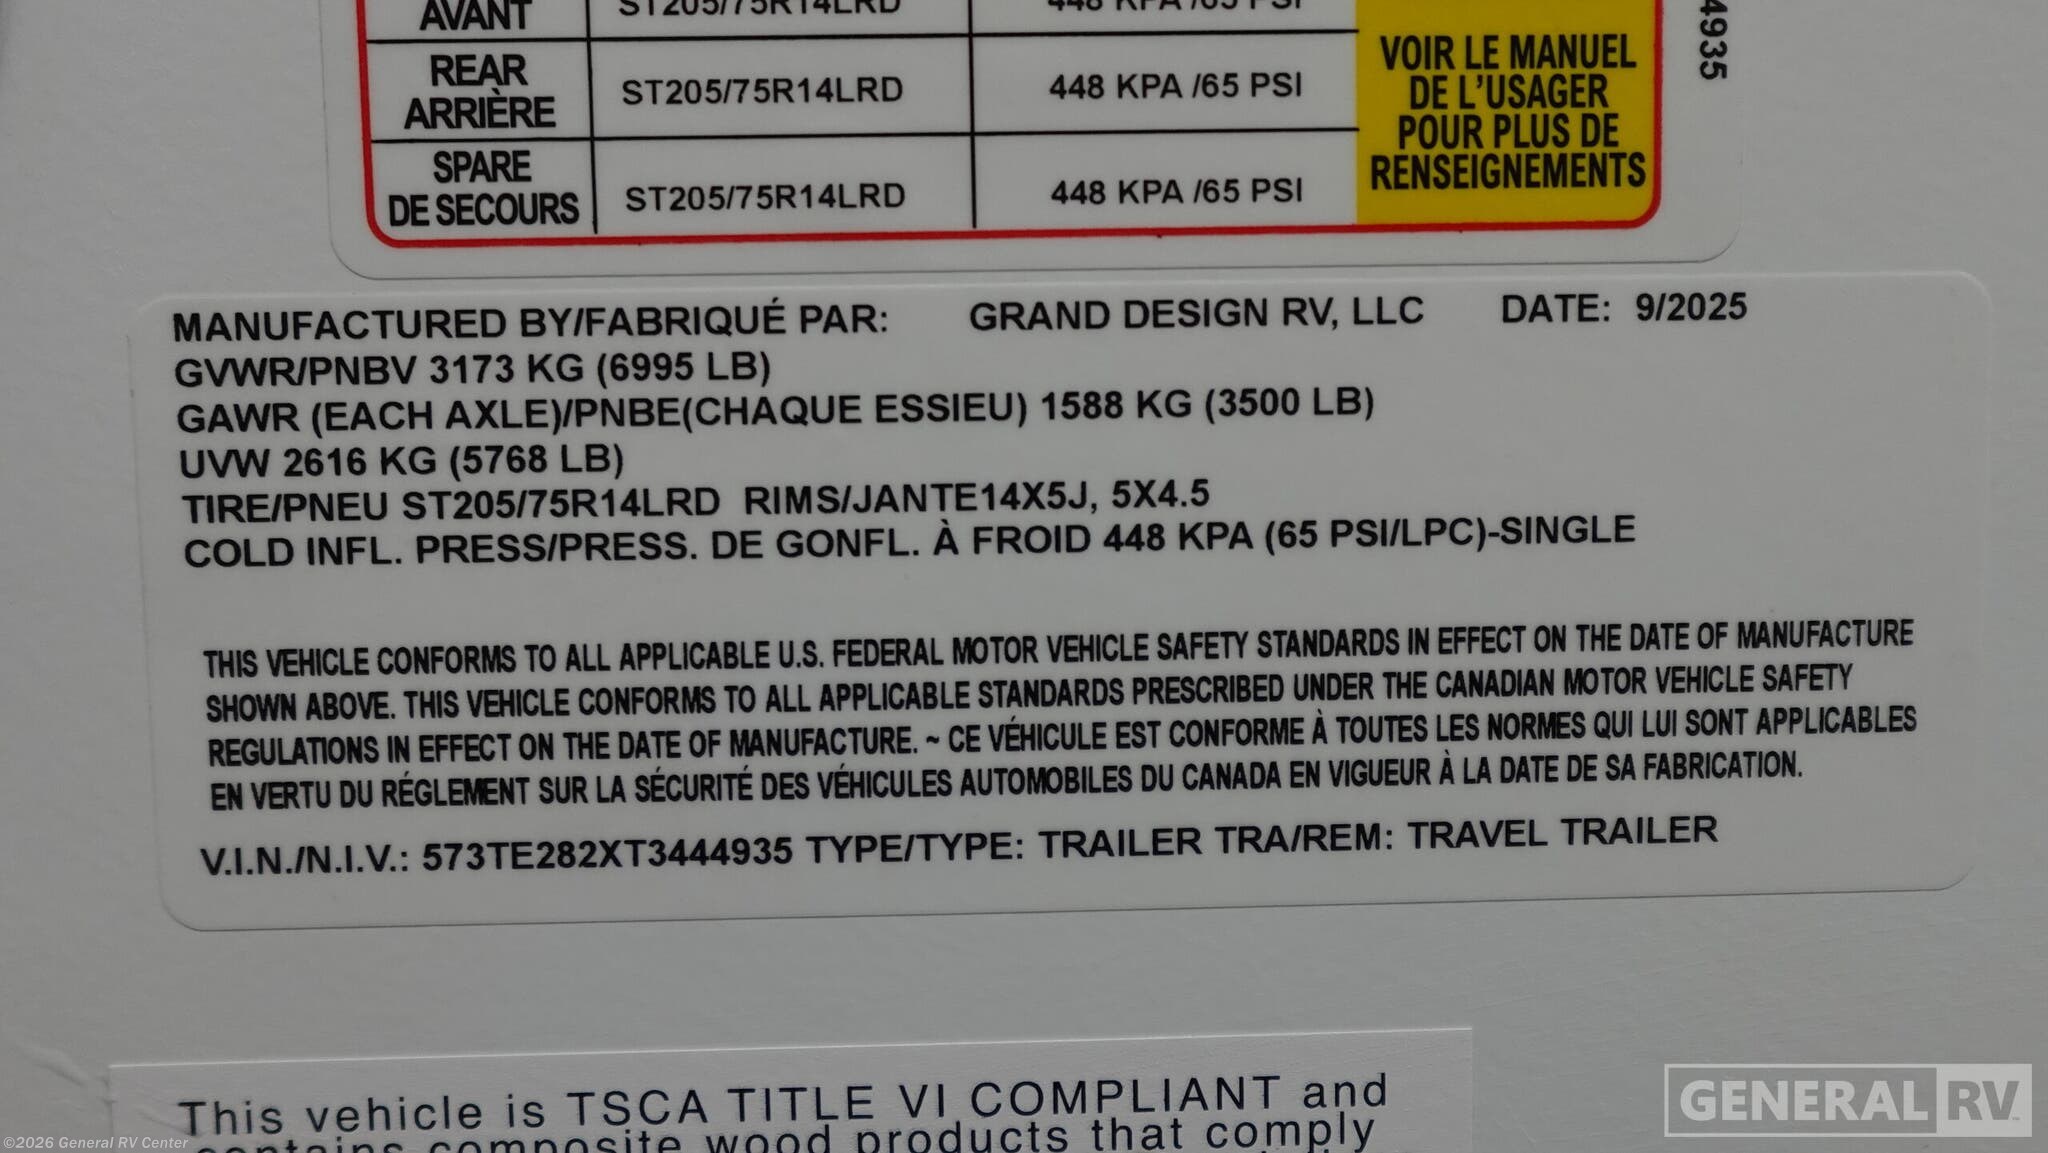 AVANT ST205/75R14LRD 448 KPA /65 PSI
REAR
ARRIÈRE ST205/75R14LRD 448 KPA /65 PSI
SPARE
DE SECOURS ST205/75R14LRD 448 KPA /65 PSI
VOIR LE MANUEL
DE L'USAGER
POUR PLUS DE
RENSEIGNEMENTS
4935
MANUFACTURED BY/FABRIQUÉ PAR: GRAND DESIGN RV, LLC DATE: 9/2025
GVWR/PNBV 3173 KG (6995 LB)
GAWR (EACH AXLE)/PNBE(CHAQUE ESSIEU) 1588 KG (3500 LB)
UVW 2616 KG (5768 LB)
TIRE/PNEU ST205/75R14LRD RIMS/JANTE14X5J, 5X4.5
COLD INFL. PRESS/PRESS. DE GONFL. À FROID 448 KPA (65 PSI/LPC)-SINGLE
THIS VEHICLE CONFORMS TO ALL APPLICABLE U.S. FEDERAL MOTOR VEHICLE SAFETY STANDARDS IN EFFECT ON THE DATE OF MANUFACTURE
SHOWN ABOVE. THIS VEHICLE CONFORMS TO ALL APPLICABLE STANDARDS PRESCRIBED UNDER THE CANADIAN MOTOR VEHICLE SAFETY
REGULATIONS IN EFFECT ON THE DATE OF MANUFACTURE. ~ CE VÉHICULE EST CONFORME À TOUTES LES NORMES QUI LUI SONT APPLICABLES
EN VERTU DU RÉGLEMENT SUR LA SÉCURITÉ DES VÉHICULES AUTOMOBILES DU CANADA EN VIGUEUR À LA DATE DE SA FABRICATION.
V.I.N./N.I.V.: 573TE282XT3444935 TYPE/TYPE: TRAILER TRA/REM: TRAVEL TRAILER
This vehicle is TSCA TITLE VI COMPLIANT and
contains composite wood products that comply
GENERAL RV
©2026 General RV Center